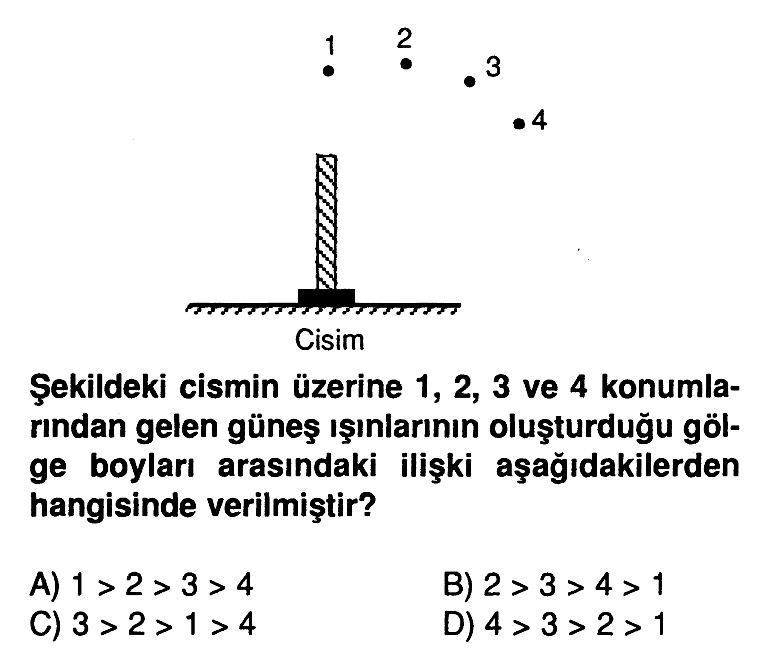 1
2
3
4
Cisim
Şekildeki cismin üzerine 1, 2, 3 ve 4 konumla-
rından gelen güneş ışınlarının oluşturduğu göl-
ge boyları arasındaki ilişki aşağıdakilerden
hangisinde verilmiştir?
A) 1 > 2 > 3 > 4
B) 2 > 3 > 4 > 1
C) 3 > 2 > 1 > 4
D) 4 > 3 > 2 > 1